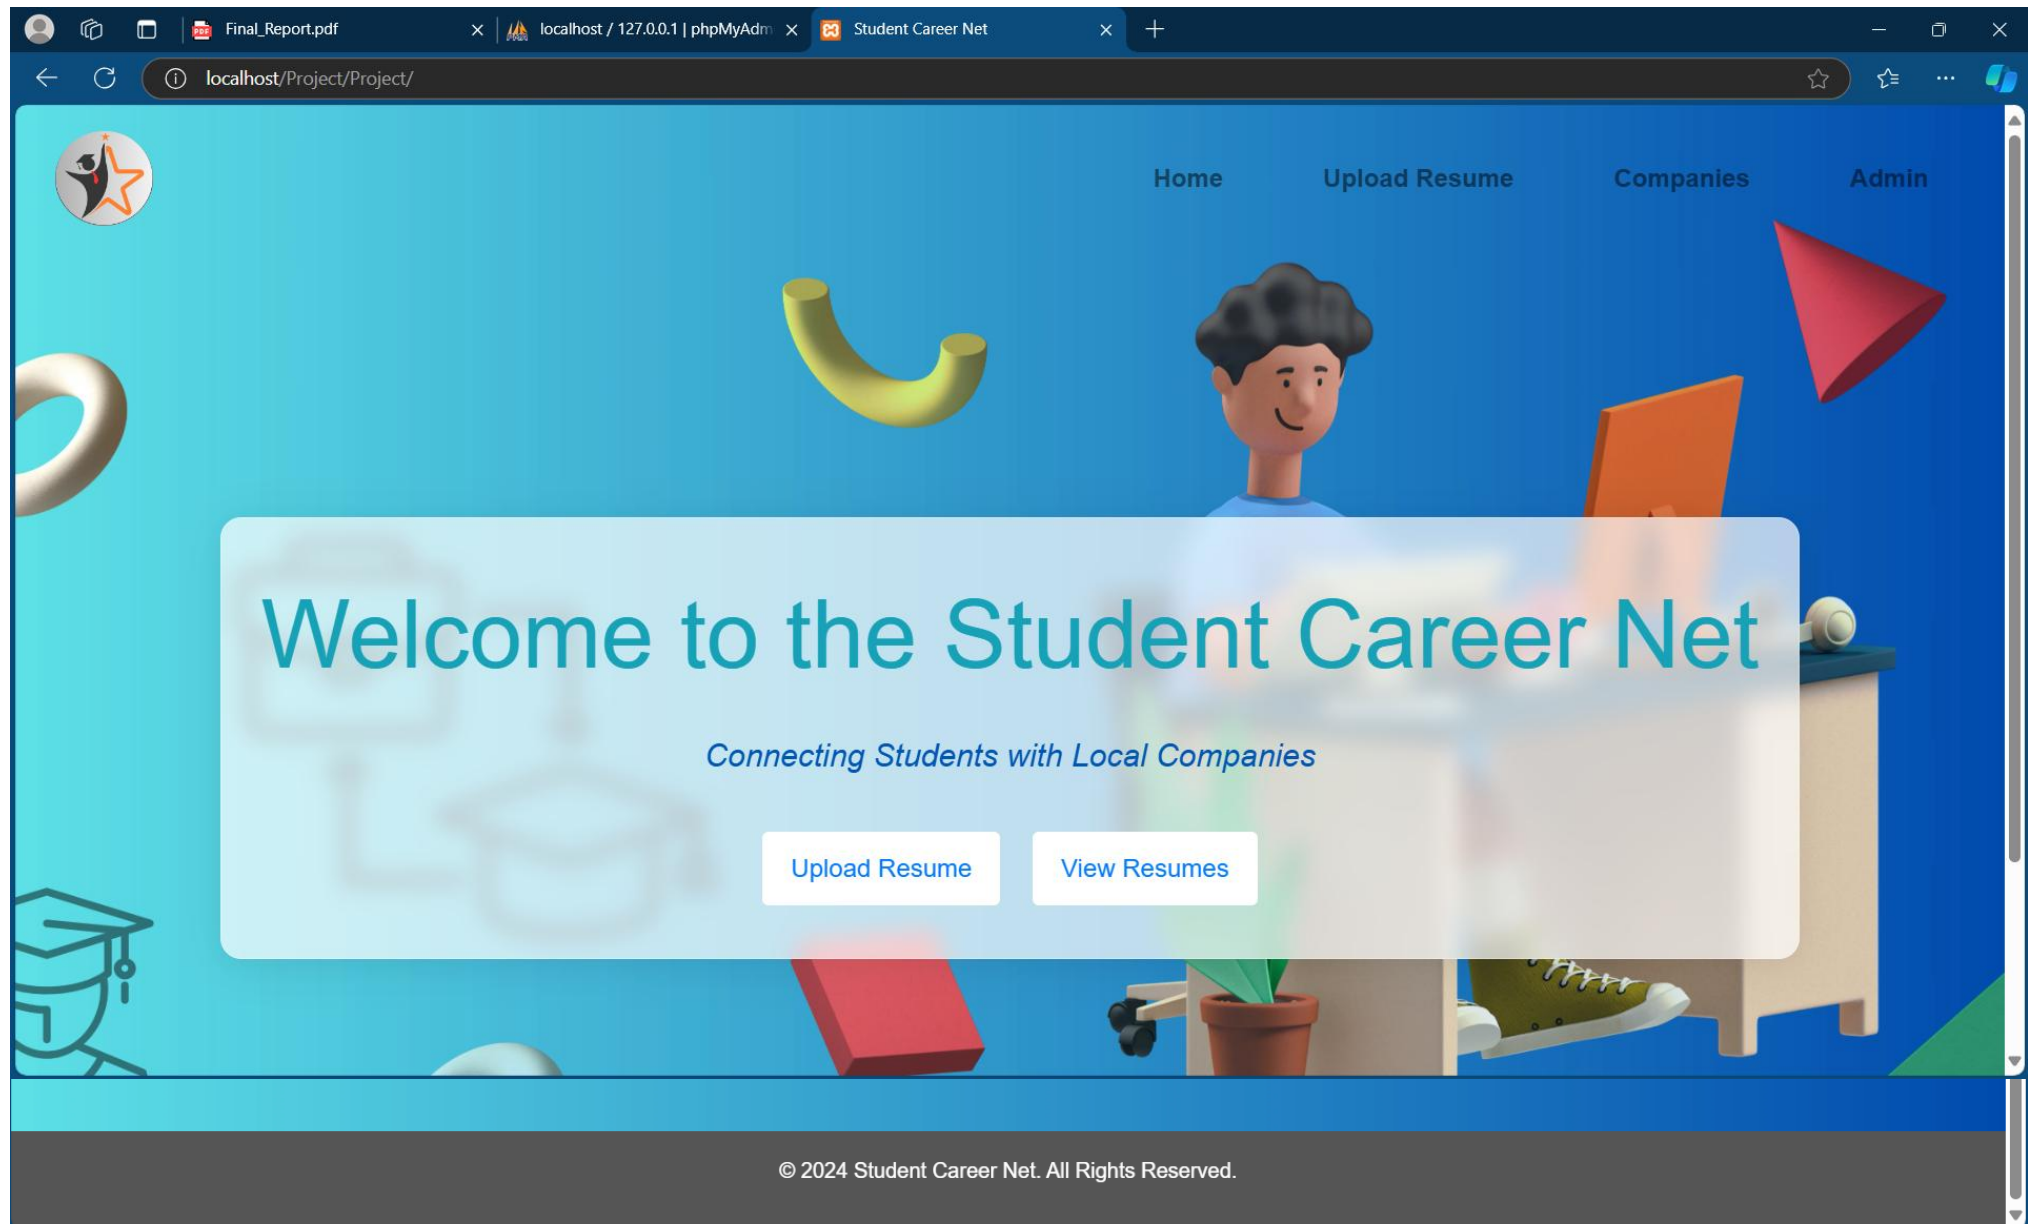 Final_Report.pdf
localhost / 127.0.0.1 | phpMyAdm
Student Career Net
localhost/Project/Project/
Home Upload Resume Companies Admin
Welcome to the Student Career Net
Connecting Students with Local Companies
Upload Resume View Resumes
© 2024 Student Career Net. All Rights Reserved.